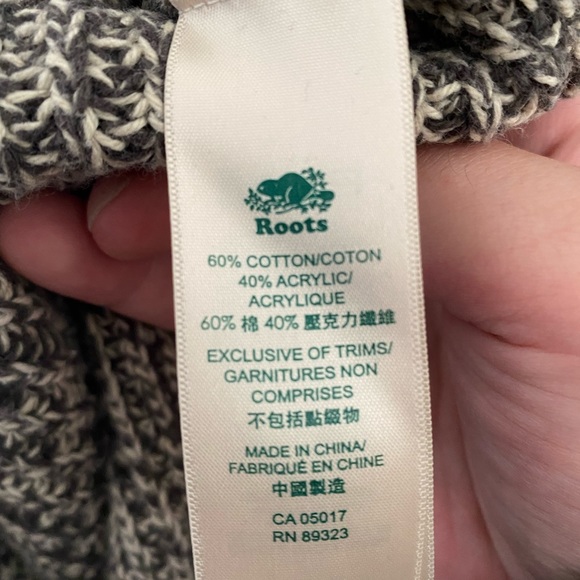 Roots
60% COTTON/COTON
40% ACRYLIC/
ACRYLIQUE
60% 棉 40% 壓克力纖維
EXCLUSIVE OF TRIMS/
GARNITURES NON
COMPRISES
不包括點綴物
MADE IN CHINA/
FABRIQUÉ EN CHINE
中國製造
CA 05017
RN 89323